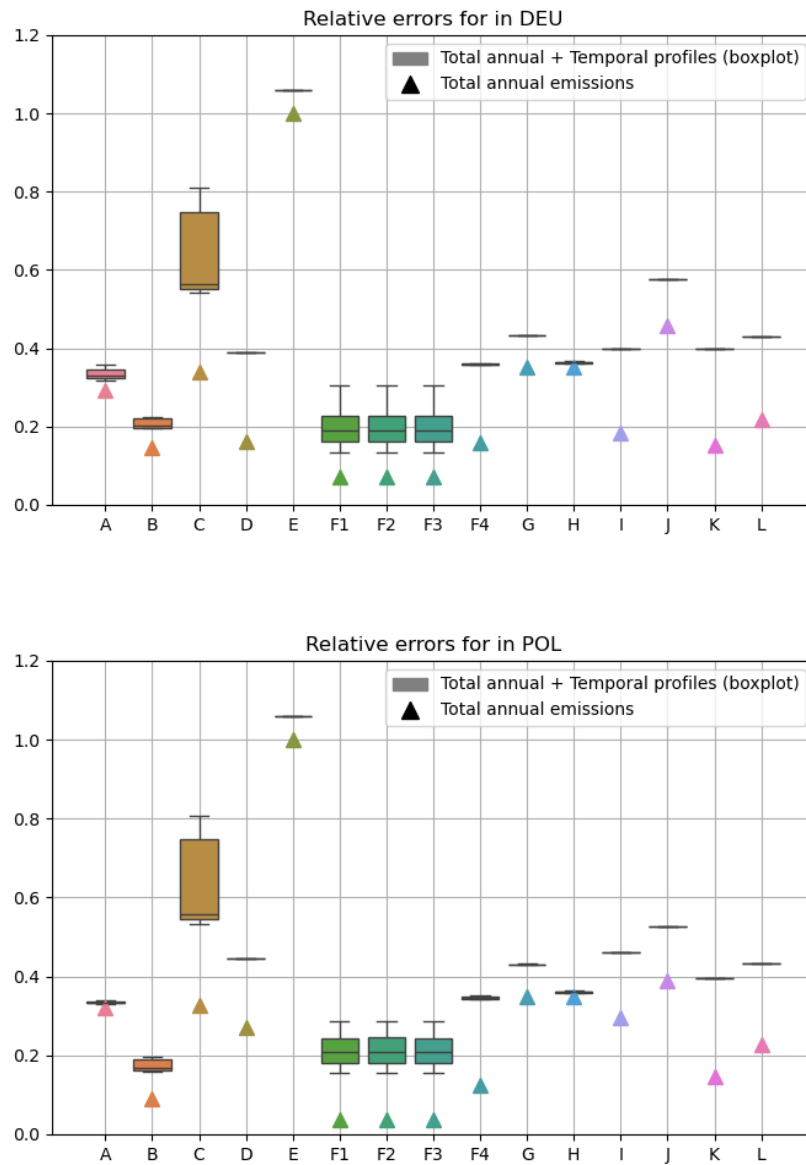 Relative errors for in DEU
1.2
Total annual + Temporal profiles (boxplot)
Total annual emissions
1.0
0.8
0.6
0.4
0.2
0.0
A B C D E F1 F2 F3 F4 G H I J K L
Relative errors for in POL
1.2
Total annual + Temporal profiles (boxplot)
Total annual emissions
1.0
0.8
0.6
0.4
0.2
0.0
A B C D E F1 F2 F3 F4 G H I J K L